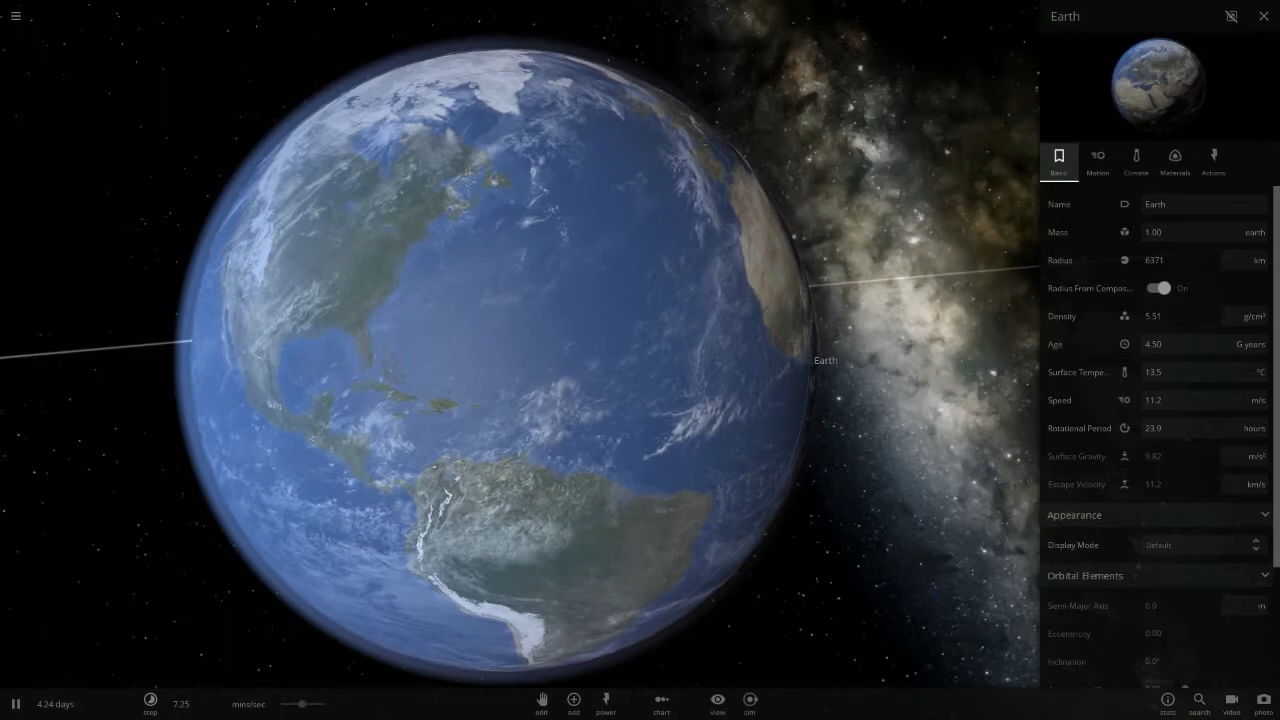 Earth
Basic Motion Climate Materials Actions
Name Earth
Mass 1.00 earth
Radius 6371 km
Radius From Compos... On
Density 5.51 g/cm³
Age 4.50 G years
Surface Tempe... 13.5 °C
Speed 11.2 m/s
Rotational Period 23.9 hours
Surface Gravity 9.82 m/s²
Escape Velocity 11.2 km/s
Appearance
Display Mode Default
Orbital Elements
Semi-Major Axis 0.0 m
Eccentricity 0.00
Inclination 0.0°
Earth
4.24 days step 7.25 mins/sec edit add power chart view sim stats search video photo